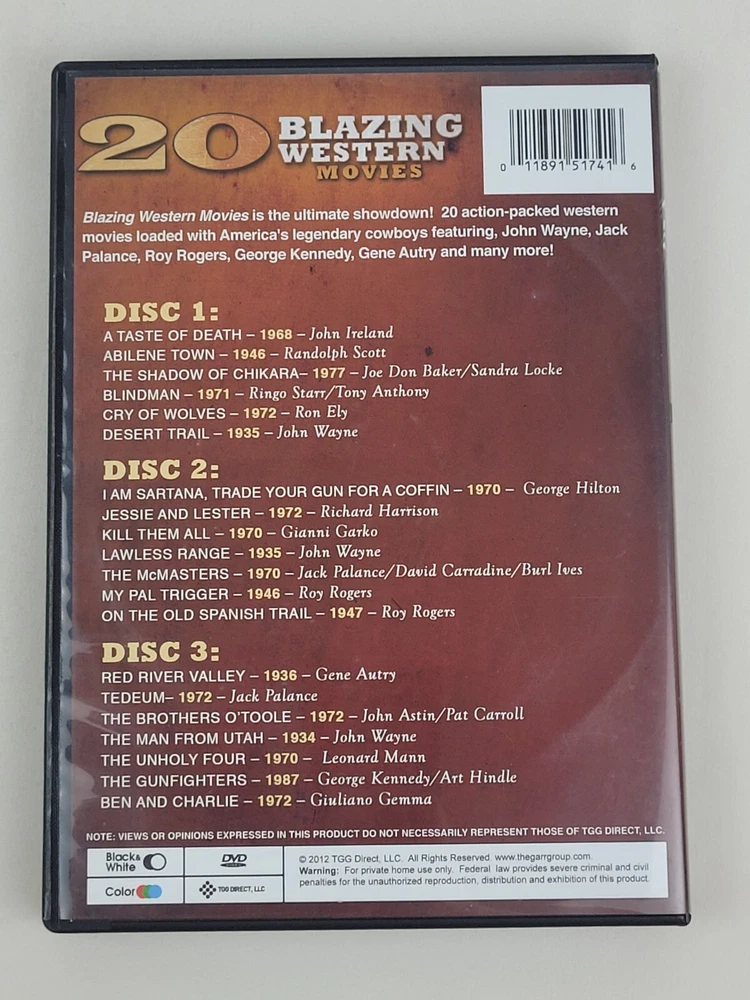 20 BLAZING
WESTERN
MOVIES
0 11891 51741 6
Blazing Western Movies is the ultimate showdown! 20 action-packed western
movies loaded with America's legendary cowboys featuring, John Wayne, Jack
Palance, Roy Rogers, George Kennedy, Gene Autry and many more!
DISC 1:
A TASTE OF DEATH – 1968 – John Ireland
ABILENE TOWN – 1946 – Randolph Scott
THE SHADOW OF CHIKARA– 1977 – Joe Don Baker/Sandra Locke
BLINDMAN – 1971 – Ringo Starr/Tony Anthony
CRY OF WOLVES – 1972 – Ron Ely
DESERT TRAIL – 1935 – John Wayne
DISC 2:
I AM SARTANA, TRADE YOUR GUN FOR A COFFIN – 1970 – George Hilton
JESSIE AND LESTER – 1972 – Richard Harrison
KILL THEM ALL – 1970 – Gianni Garko
LAWLESS RANGE – 1935 – John Wayne
THE McMASTERS – 1970 – Jack Palance/David Carradine/Burl Ives
MY PAL TRIGGER – 1946 – Roy Rogers
ON THE OLD SPANISH TRAIL – 1947 – Roy Rogers
DISC 3:
RED RIVER VALLEY – 1936 – Gene Autry
TEDEUM– 1972 – Jack Palance
THE BROTHERS O'TOOLE – 1972 – John Astin/Pat Carroll
THE MAN FROM UTAH – 1934 – John Wayne
THE UNHOLY FOUR – 1970 – Leonard Mann
THE GUNFIGHTERS – 1987 – George Kennedy/Art Hindle
BEN AND CHARLIE – 1972 – Giuliano Gemma
NOTE: VIEWS OR OPINIONS EXPRESSED IN THIS PRODUCT DO NOT NECESSARILY REPRESENT THOSE OF TGG DIRECT, LLC.
Black &
White
DVD
VIDEO
Color
TGG DIRECT, LLC
© 2012 TGG Direct, LLC. All Rights Reserved. www.thegarrgroup.com.
Warning: For private home use only. Federal law provides severe criminal and civil
penalties for the unauthorized reproduction, distribution and exhibition of this product.